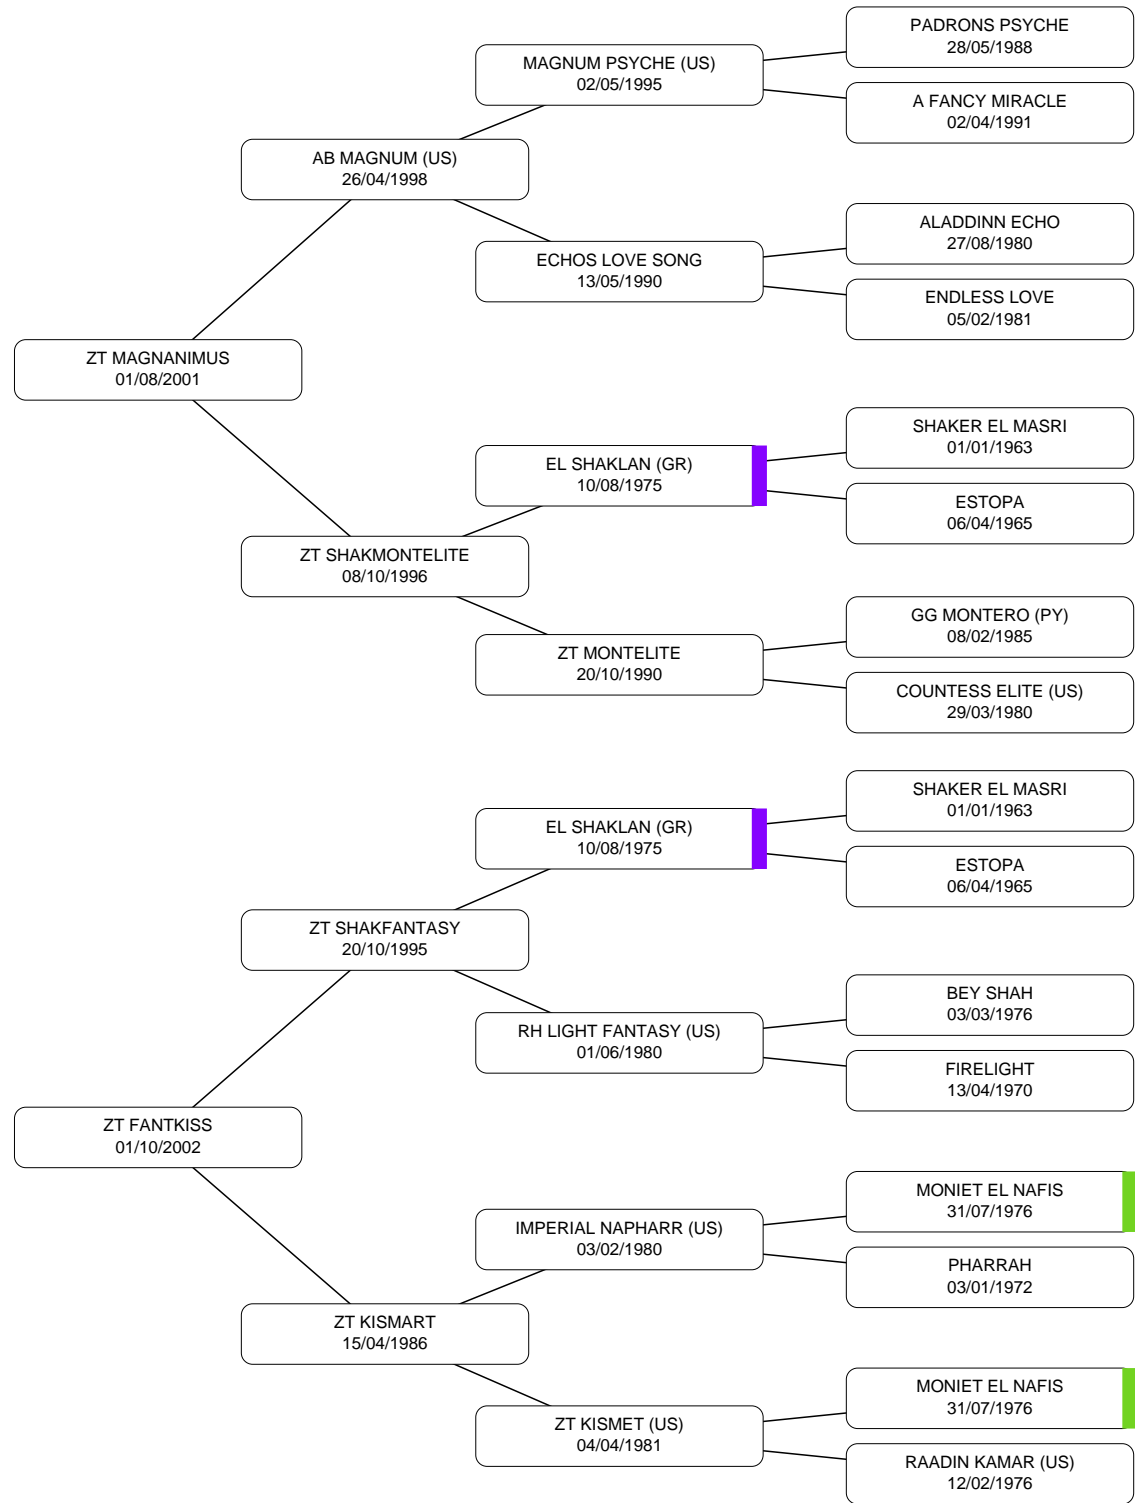 PADRONS PSYCHE
28/05/1988
MAGNUM PSYCHE (US)
02/05/1995
A FANCY MIRACLE
02/04/1991
AB MAGNUM (US)
26/04/1998
ALADDINN ECHO
27/08/1980
ECHOS LOVE SONG
13/05/1990
ENDLESS LOVE
05/02/1981
ZT MAGNANIMUS
01/08/2001
SHAKER EL MASRI
01/01/1963
EL SHAKLAN (GR)
10/08/1975
ESTOPA
06/04/1965
ZT SHAKMONTELITE
08/10/1996
GG MONTERO (PY)
08/02/1985
ZT MONTELITE
20/10/1990
COUNTESS ELITE (US)
29/03/1980
SHAKER EL MASRI
01/01/1963
EL SHAKLAN (GR)
10/08/1975
ESTOPA
06/04/1965
ZT SHAKFANTASY
20/10/1995
BEY SHAH
03/03/1976
RH LIGHT FANTASY (US)
01/06/1980
FIRELIGHT
13/04/1970
ZT FANTKISS
01/10/2002
MONIET EL NAFIS
31/07/1976
IMPERIAL NAPHARR (US)
03/02/1980
PHARRAH
03/01/1972
ZT KISMART
15/04/1986
MONIET EL NAFIS
31/07/1976
ZT KISMET (US)
04/04/1981
RAADIN KAMAR (US)
12/02/1976